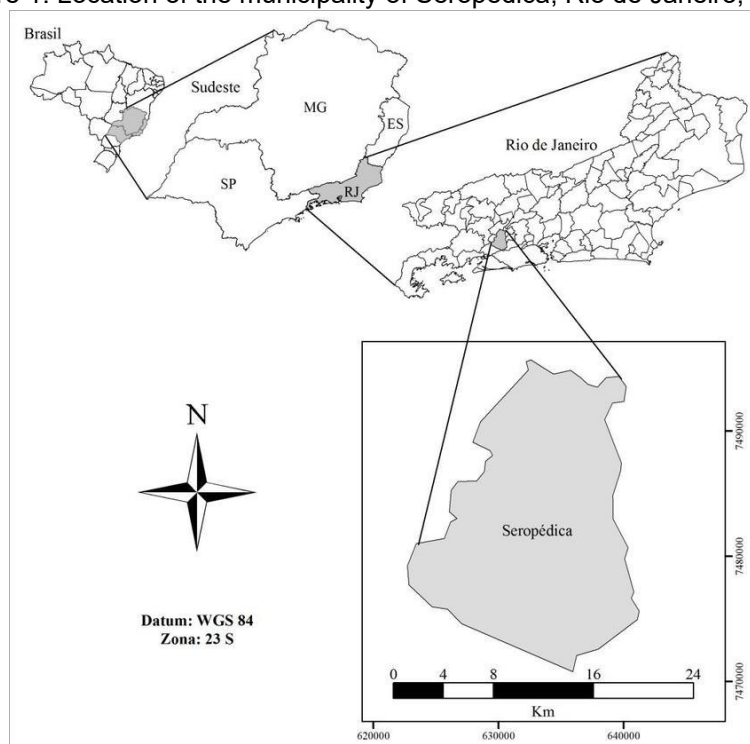 1. Location of the municipality of Seropédica, Rio de Janeiro,
Brasil
Sudeste
MG
ES
SP
RJ
Rio de Janeiro
N
Datum: WGS 84
Zona: 23 S
Seropédica
0 4 8 16 24
Km
7490000
7480000
7470000
620000 630000 640000